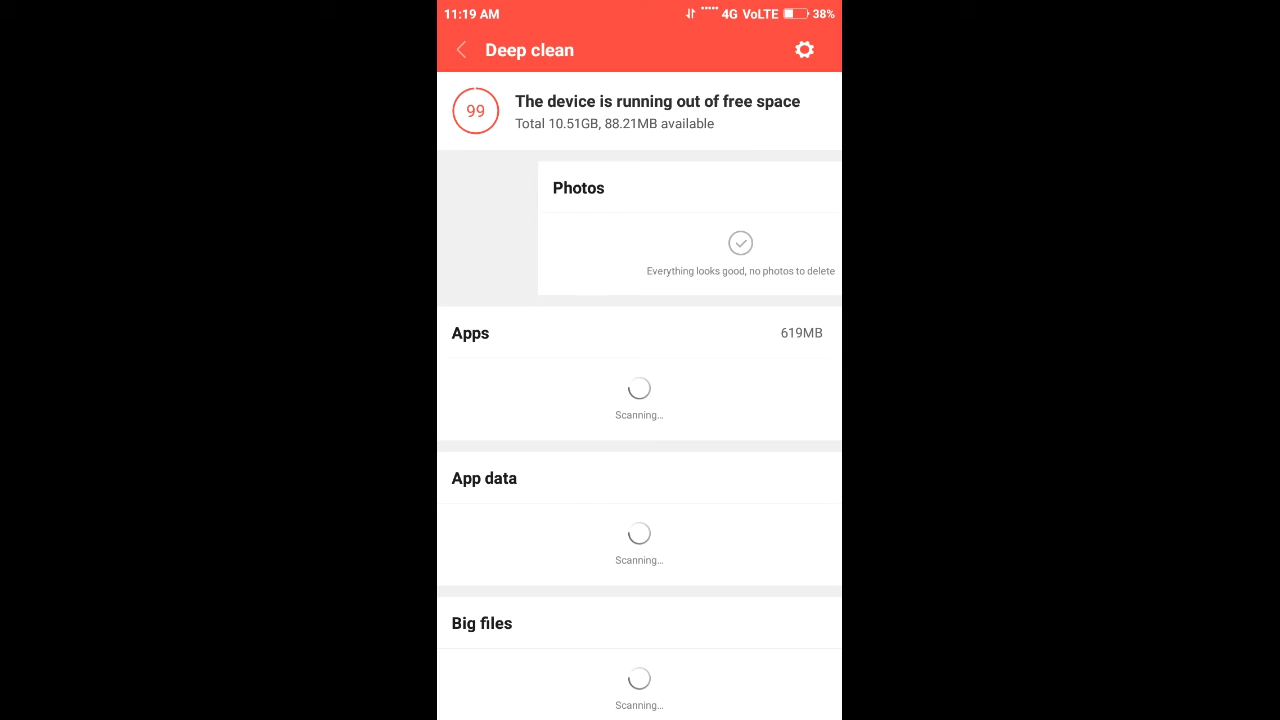 11:19 AM 4G VoLTE 38%
Deep clean
99
The device is running out of free space
Total 10.51GB, 88.21MB available
Photos
Everything looks good, no photos to delete
Apps 619MB
Scanning...
App data
Scanning...
Big files
Scanning...